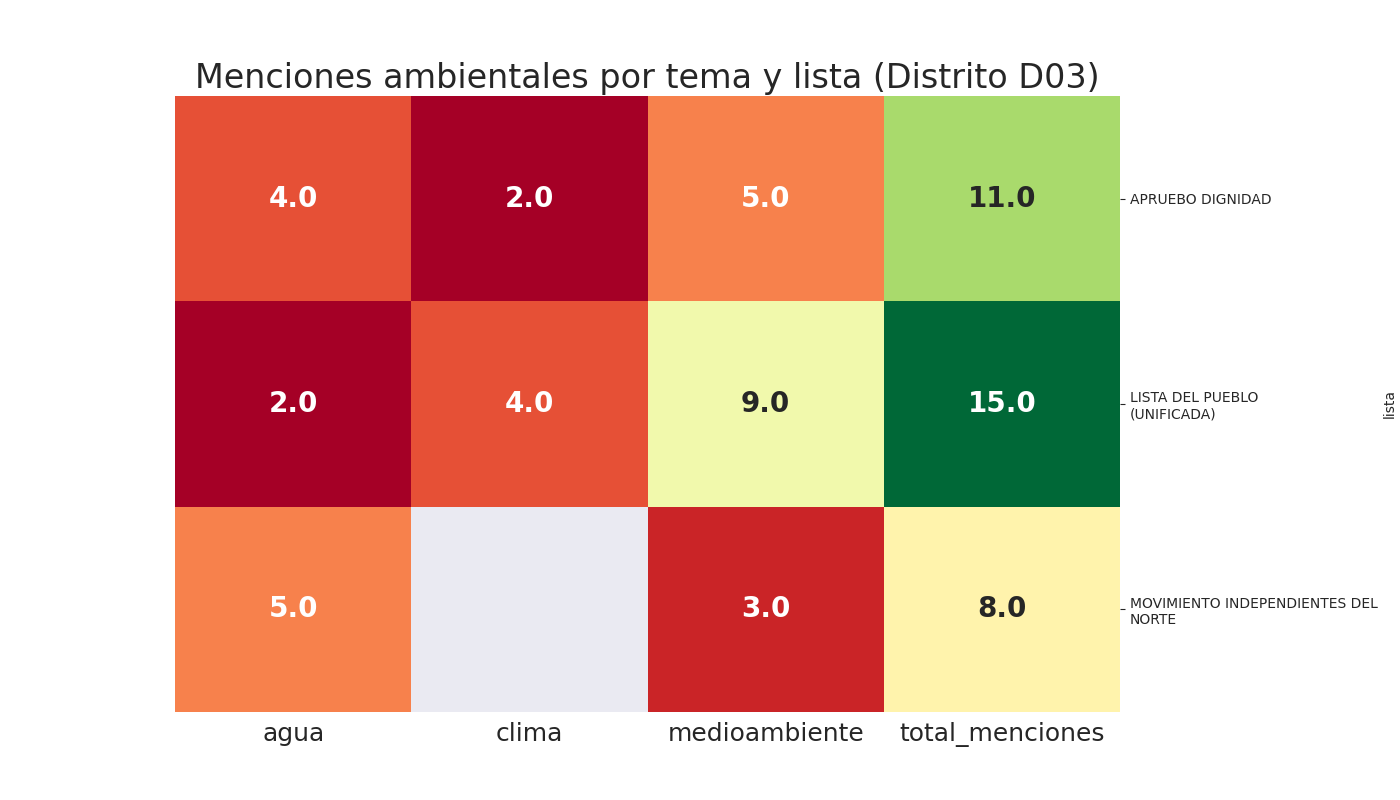 Menciones ambientales por tema y lista (Distrito D03)
4.0 2.0 5.0 11.0 APRUEBO DIGNIDAD
2.0 4.0 9.0 15.0 LISTA DEL PUEBLO
(UNIFICADA)
lista
5.0 3.0 8.0 MOVIMIENTO INDEPENDIENTES DEL
NORTE
agua clima medioambiente total_menciones